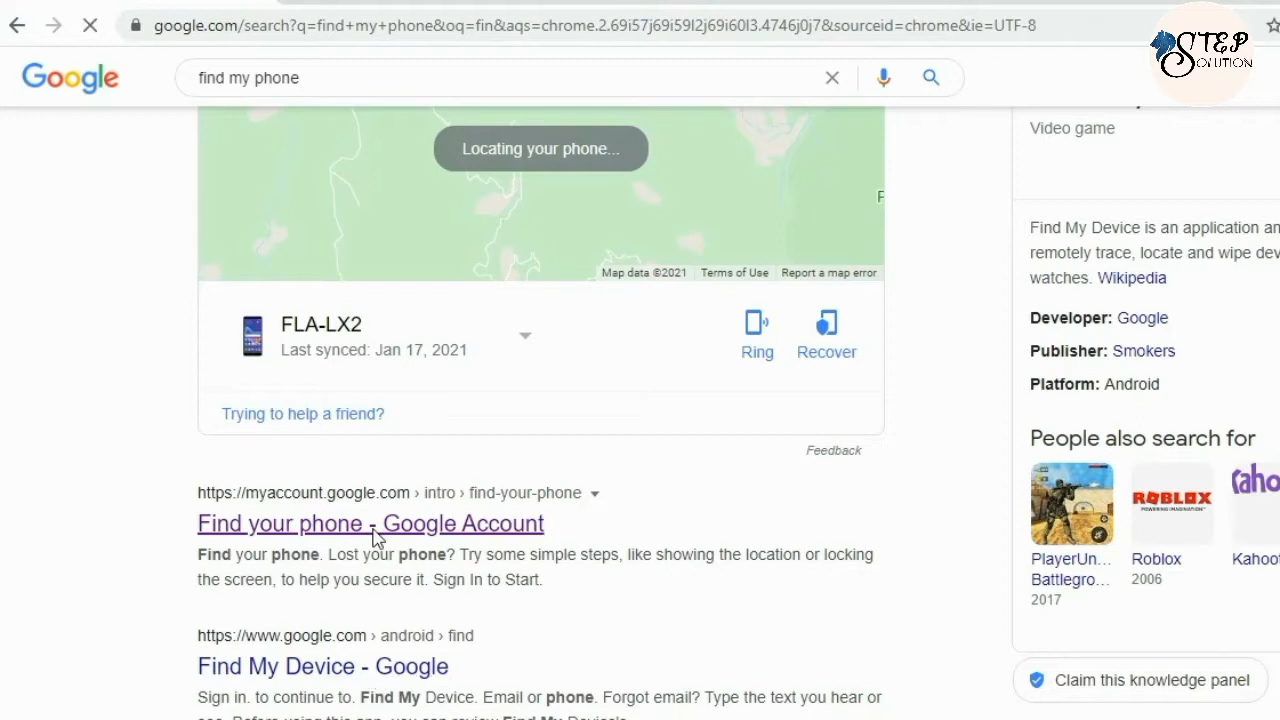 google.com/search?q=find+my+phone&oq=fin&aqs=chrome.2.69i57j69i59l2j69i60l3.4746j0j7&sourceid=chrome&ie=UTF-8
STEP
SOLUTION
Google
find my phone
Locating your phone...
Map data ©2021 Terms of Use Report a map error
FLA-LX2
Last synced: Jan 17, 2021
Ring
Recover
Trying to help a friend?
Feedback
https://myaccount.google.com › intro › find-your-phone
Find your phone - Google Account
Find your phone. Lost your phone? Try some simple steps, like showing the location or locking
the screen, to help you secure it. Sign In to Start.
https://www.google.com › android › find
Find My Device - Google
Sign in. to continue to. Find My Device. Email or phone. Forgot email? Type the text you hear or
Video game
Find My Device is an application an
remotely trace, locate and wipe dev
watches. Wikipedia
Developer: Google
Publisher: Smokers
Platform: Android
People also search for
PlayerUn...
Battlegro...
2017
ROBLOX
POWERING IMAGINATION
Roblox
2006
ahoo
Kahoot
Claim this knowledge panel